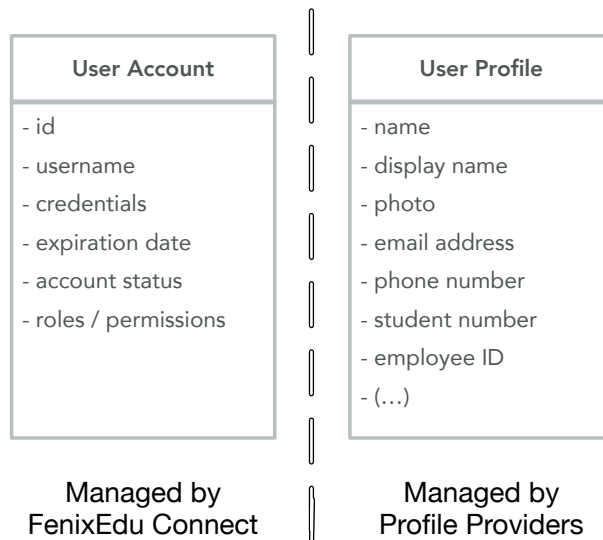 User Account
- id
- username
- credentials
- expiration date
- account status
- roles / permissions
Managed by
FenixEdu Connect
User Profile
- name
- display name
- photo
- email address
- phone number
- student number
- employee ID
- (...)
Managed by
Profile Providers